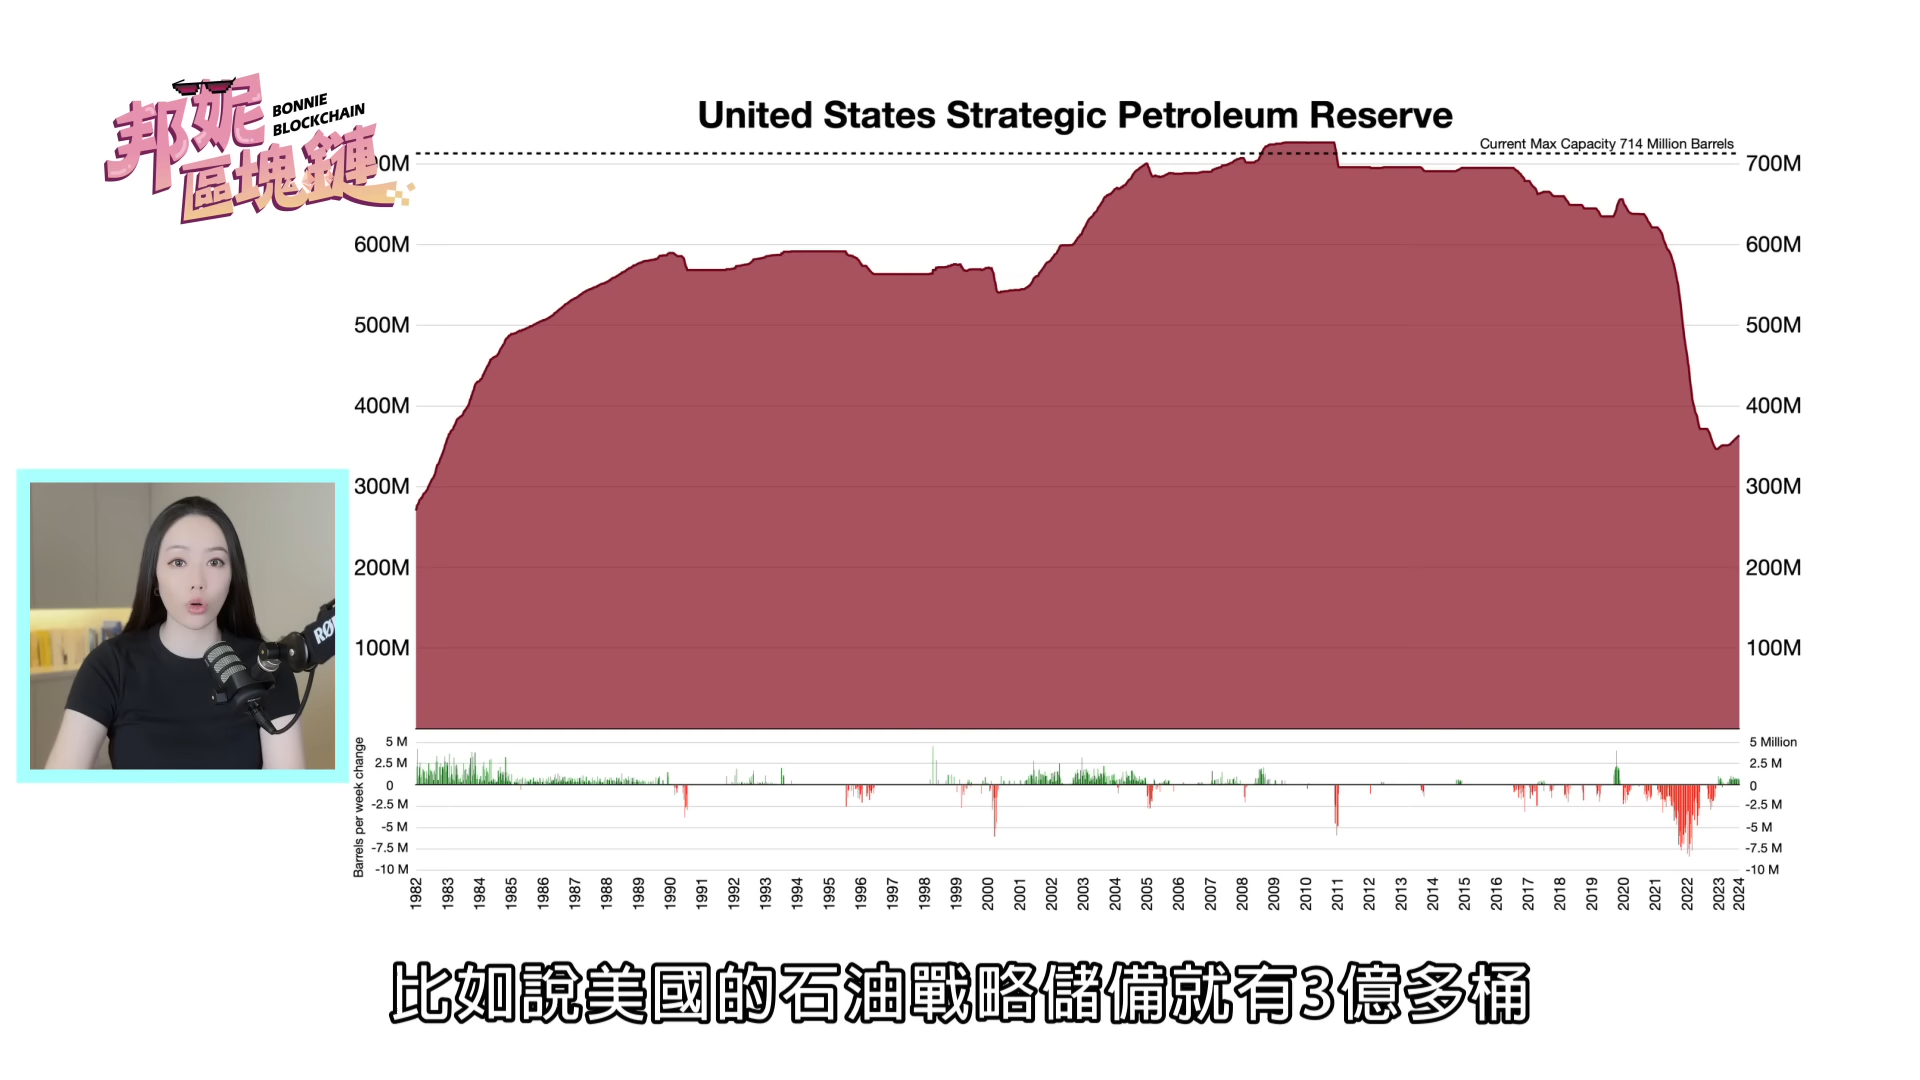 邦妮
區塊鏈
BONNIE
BLOCKCHAIN
United States Strategic Petroleum Reserve
Current Max Capacity 714 Million Barrels
00M
600M
500M
400M
300M
200M
100M
700M
600M
500M
400M
300M
200M
100M
RØ
Barrels per week change
5 M
2.5 M
0
-2.5 M
-5 M
-7.5 M
-10 M
5 Million
2.5 M
0
-2.5 M
-5 M
-7.5 M
-10 M
1982 1983 1984 1985 1986 1987 1988 1989 1990 1991 1992 1993 1994 1995 1996 1997 1998 1999 2000 2001 2002 2003 2004 2005 2006 2007 2008 2009 2010 2011 2012 2013 2014 2015 2016 2017 2018 2019 2020 2021 2022 2023 2024
比如說美國的石油戰略儲備就有3億多桶